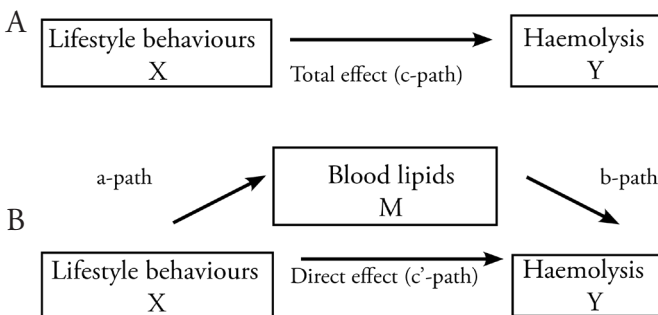 A
Lifestyle behaviours
X
Total effect (c-path)
Haemolysis
Y
B
a-path
Blood lipids
M
b-path
Lifestyle behaviours
X
Direct effect (c’-path)
Haemolysis
Y